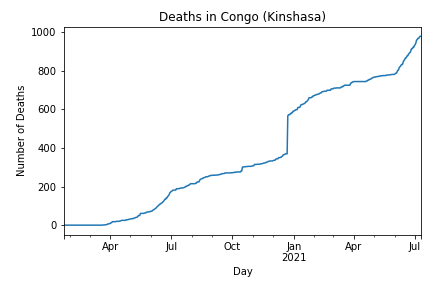 Deaths in Congo (Kinshasa)
1000
800
600
400
200
0
Number of Deaths
Apr Jul Oct Jan Apr Jul
2021
Day